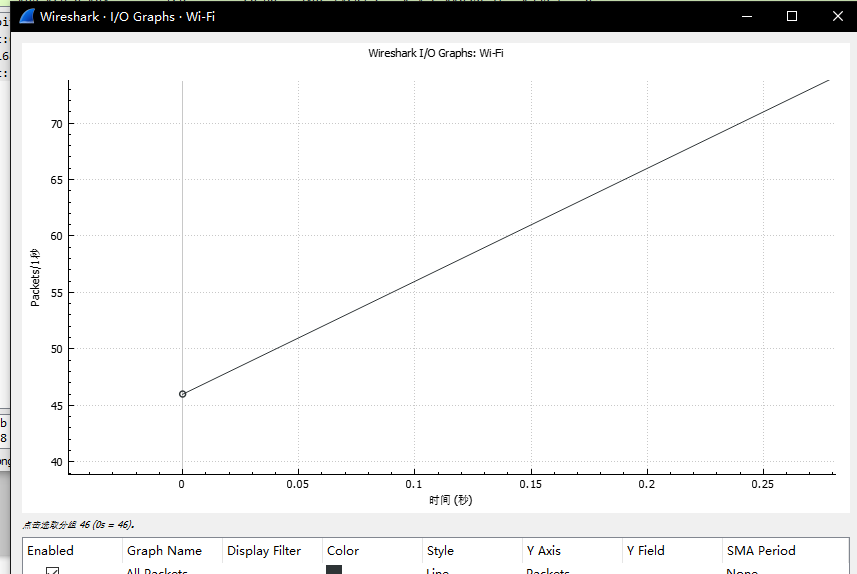 Wireshark · I/O Graphs · Wi-Fi
Wireshark I/O Graphs: Wi-Fi
70
65
60
55
50
45
40
Packets/1秒
0 0.05 0.1 0.15 0.2 0.25
时间 (秒)
点击选取分组 46 (0s = 46)。
Enabled Graph Name Display Filter Color Style Y Axis Y Field SMA Period
All Packets Line Packets None